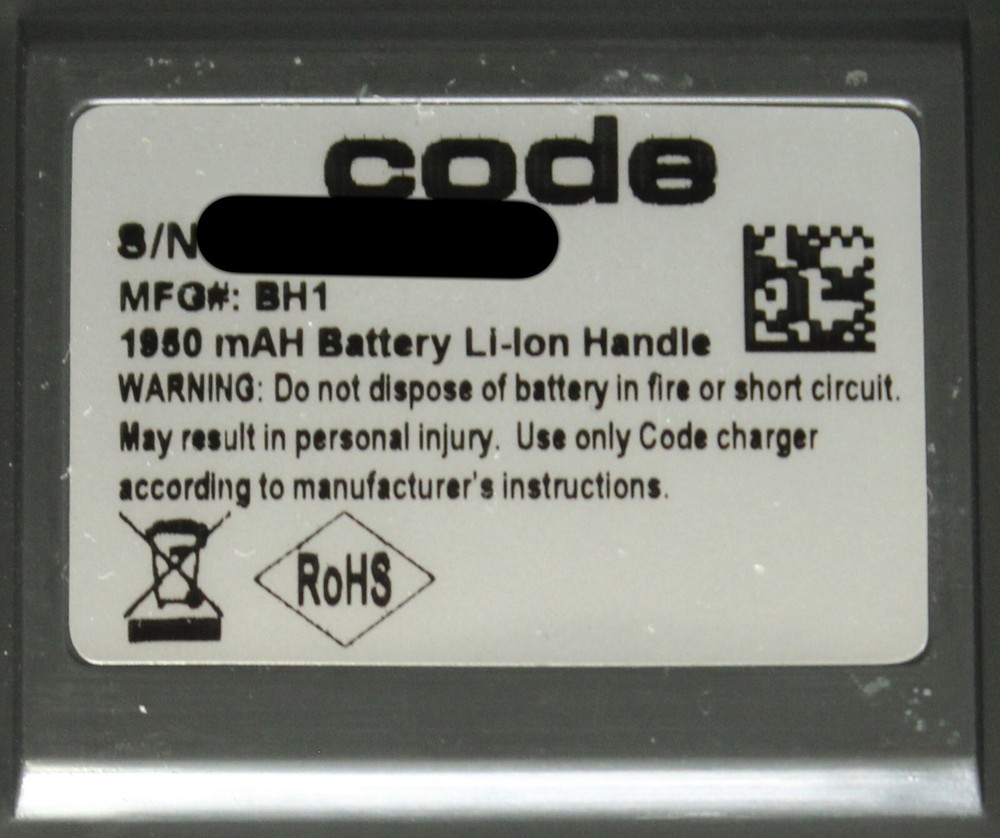 code
S/N
MFG#: BH1
1950 mAH Battery Li-Ion Handle
WARNING: Do not dispose of battery in fire or short circuit.
May result in personal injury. Use only Code charger
according to manufacturer's instructions.
RoHS